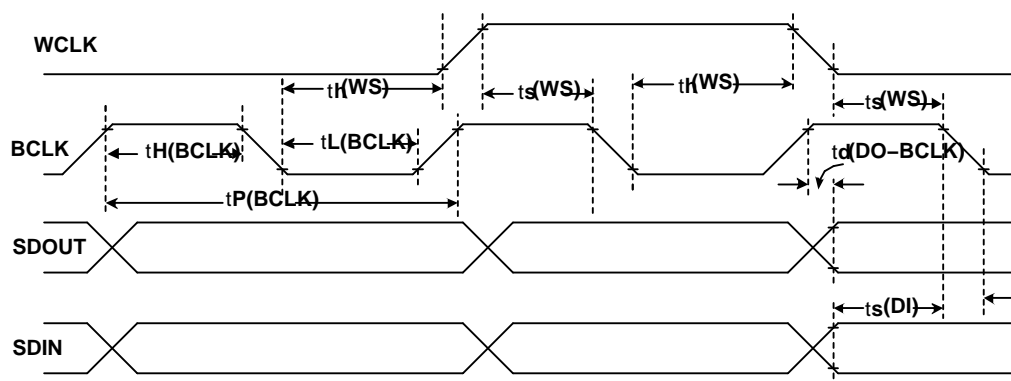 WCLK
th(WS)
ts(WS)
th(WS)
ts(WS)
BCLK
tH(BCLK)
tL(BCLK)
td(DO–BCLK)
tP(BCLK)
SDOUT
ts(DI)
SDIN